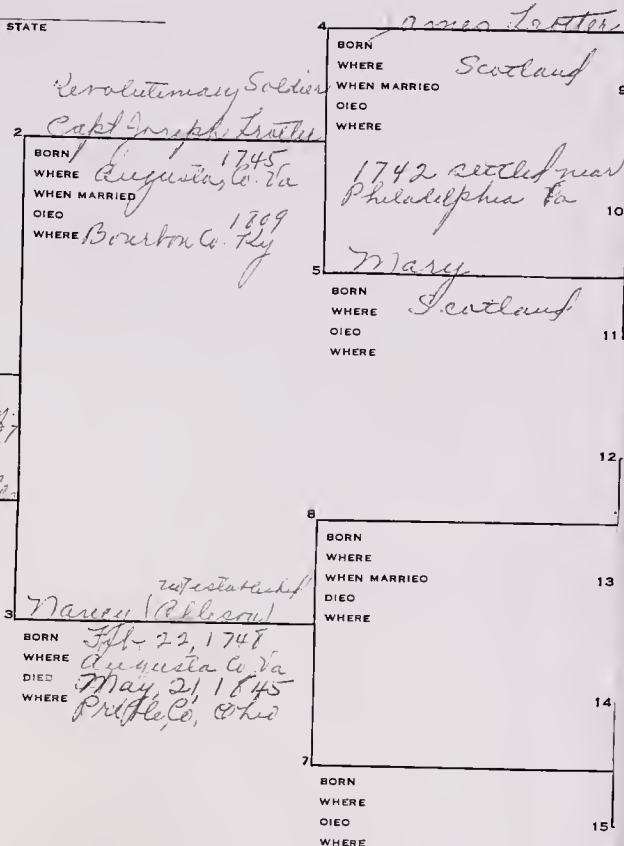 STATE
4 James Trotter
BORN
WHERE Scotland
WHEN MARRIED
DIED
WHERE
1742 settled near
Philadelphia Pa
9
10
Revolutionary Soldier
Capt Joseph Trotter
2
BORN 1745
WHERE Augusta, Co. Va
WHEN MARRIED
DIED 1809
WHERE Bourbon Co. Ky
5 Mary
BORN
WHERE Scotland
DIED
WHERE
11
12
8
BORN
WHERE
WHEN MARRIED
DIED
WHERE
13
not established
3 Nancy (Allison)
BORN Feb- 22, 1748
WHERE Augusta Co. Va
DIED May, 21, 1845
WHERE Preble, Co, Ohio
14
7
BORN
WHERE
DIED
WHERE
15